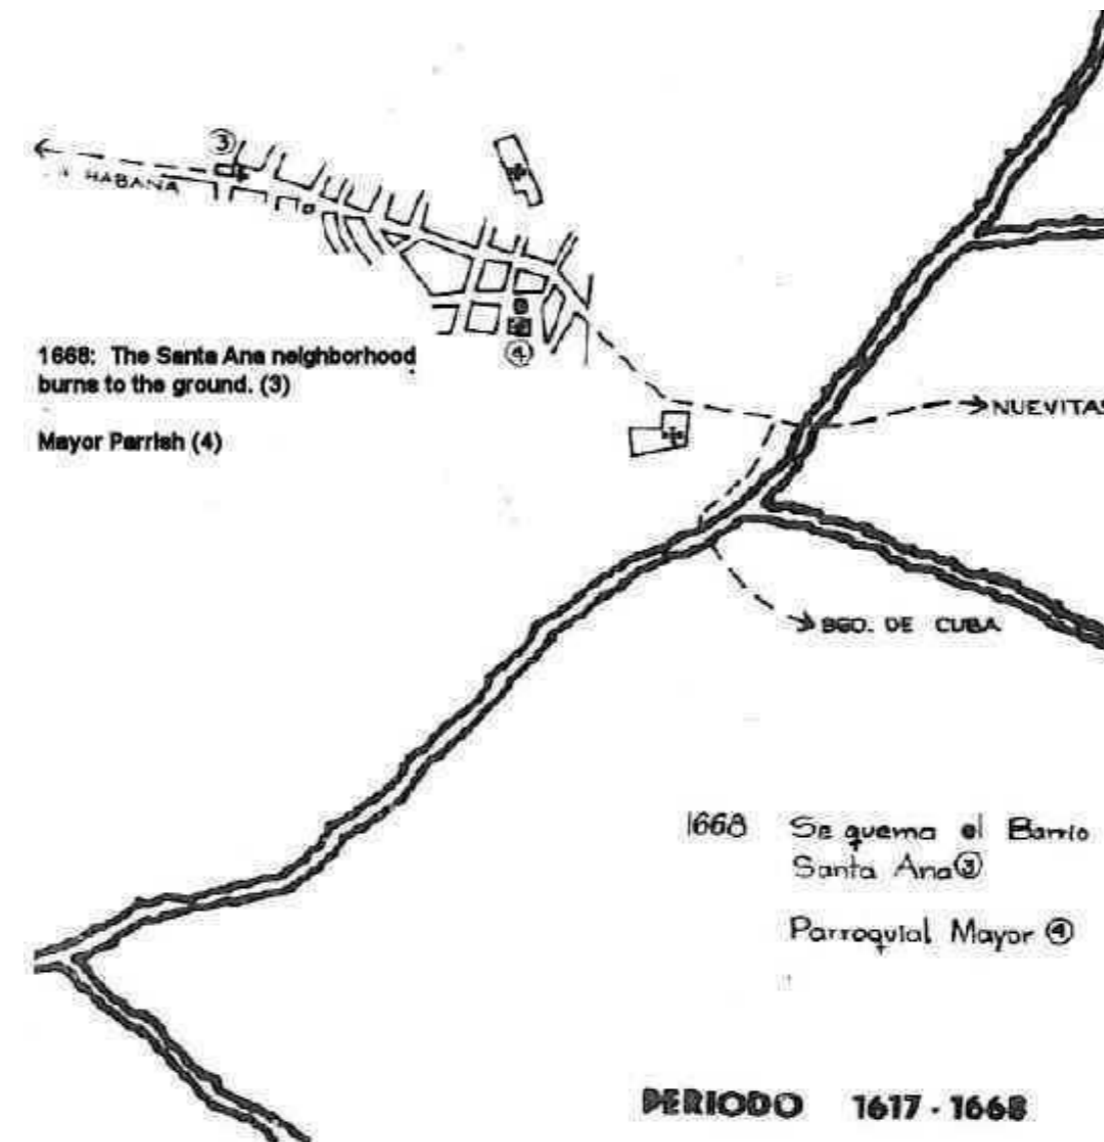 3
HABANA
4
1668: The Santa Ana neighborhood
burns to the ground. (3)
Mayor Parrish (4)
NUEVITAS
BGO. DE CUBA
1668 Se quema el Barrio
Santa Ana 3
Parroquial Mayor 4
PERIODO 1617 - 1668